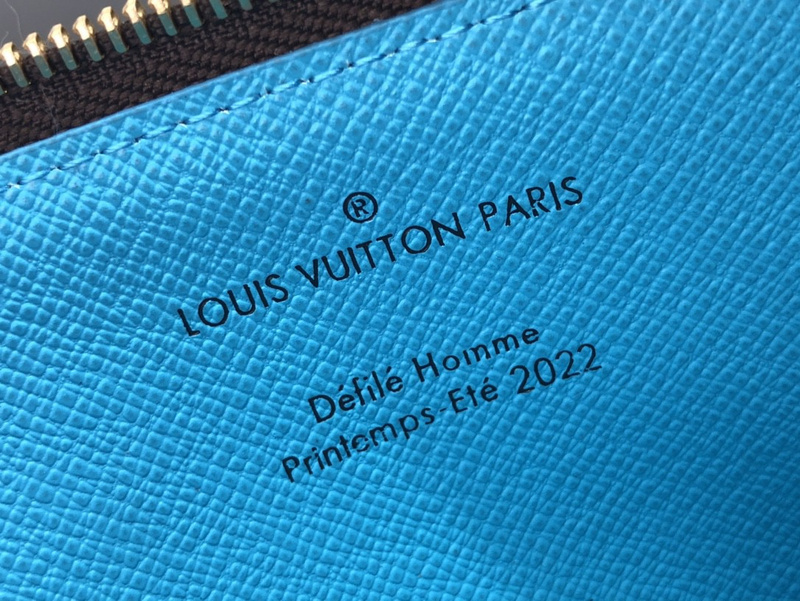 ®
LOUIS VUITTON PARIS
Défilé Homme
Printemps-Eté 2022